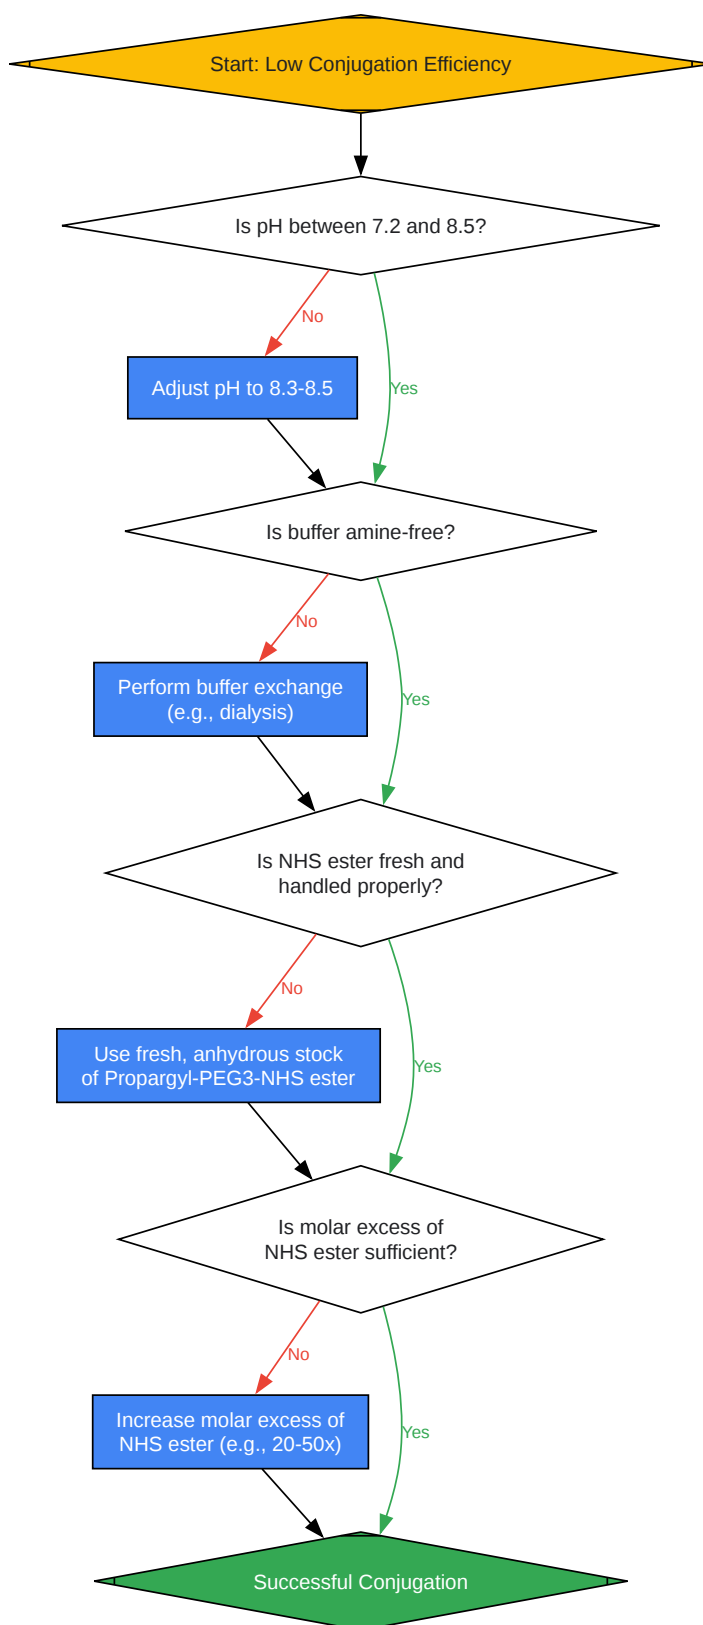 Start: Low Conjugation Efficiency
Is pH between 7.2 and 8.5?
No
Adjust pH to 8.3-8.5
Yes
Is buffer amine-free?
No
Perform buffer exchange
(e.g., dialysis)
Yes
Is NHS ester fresh and
handled properly?
No
Use fresh, anhydrous stock
of Propargyl-PEG3-NHS ester
Yes
Is molar excess of
NHS ester sufficient?
No
Increase molar excess of
NHS ester (e.g., 20-50x)
Yes
Successful Conjugation